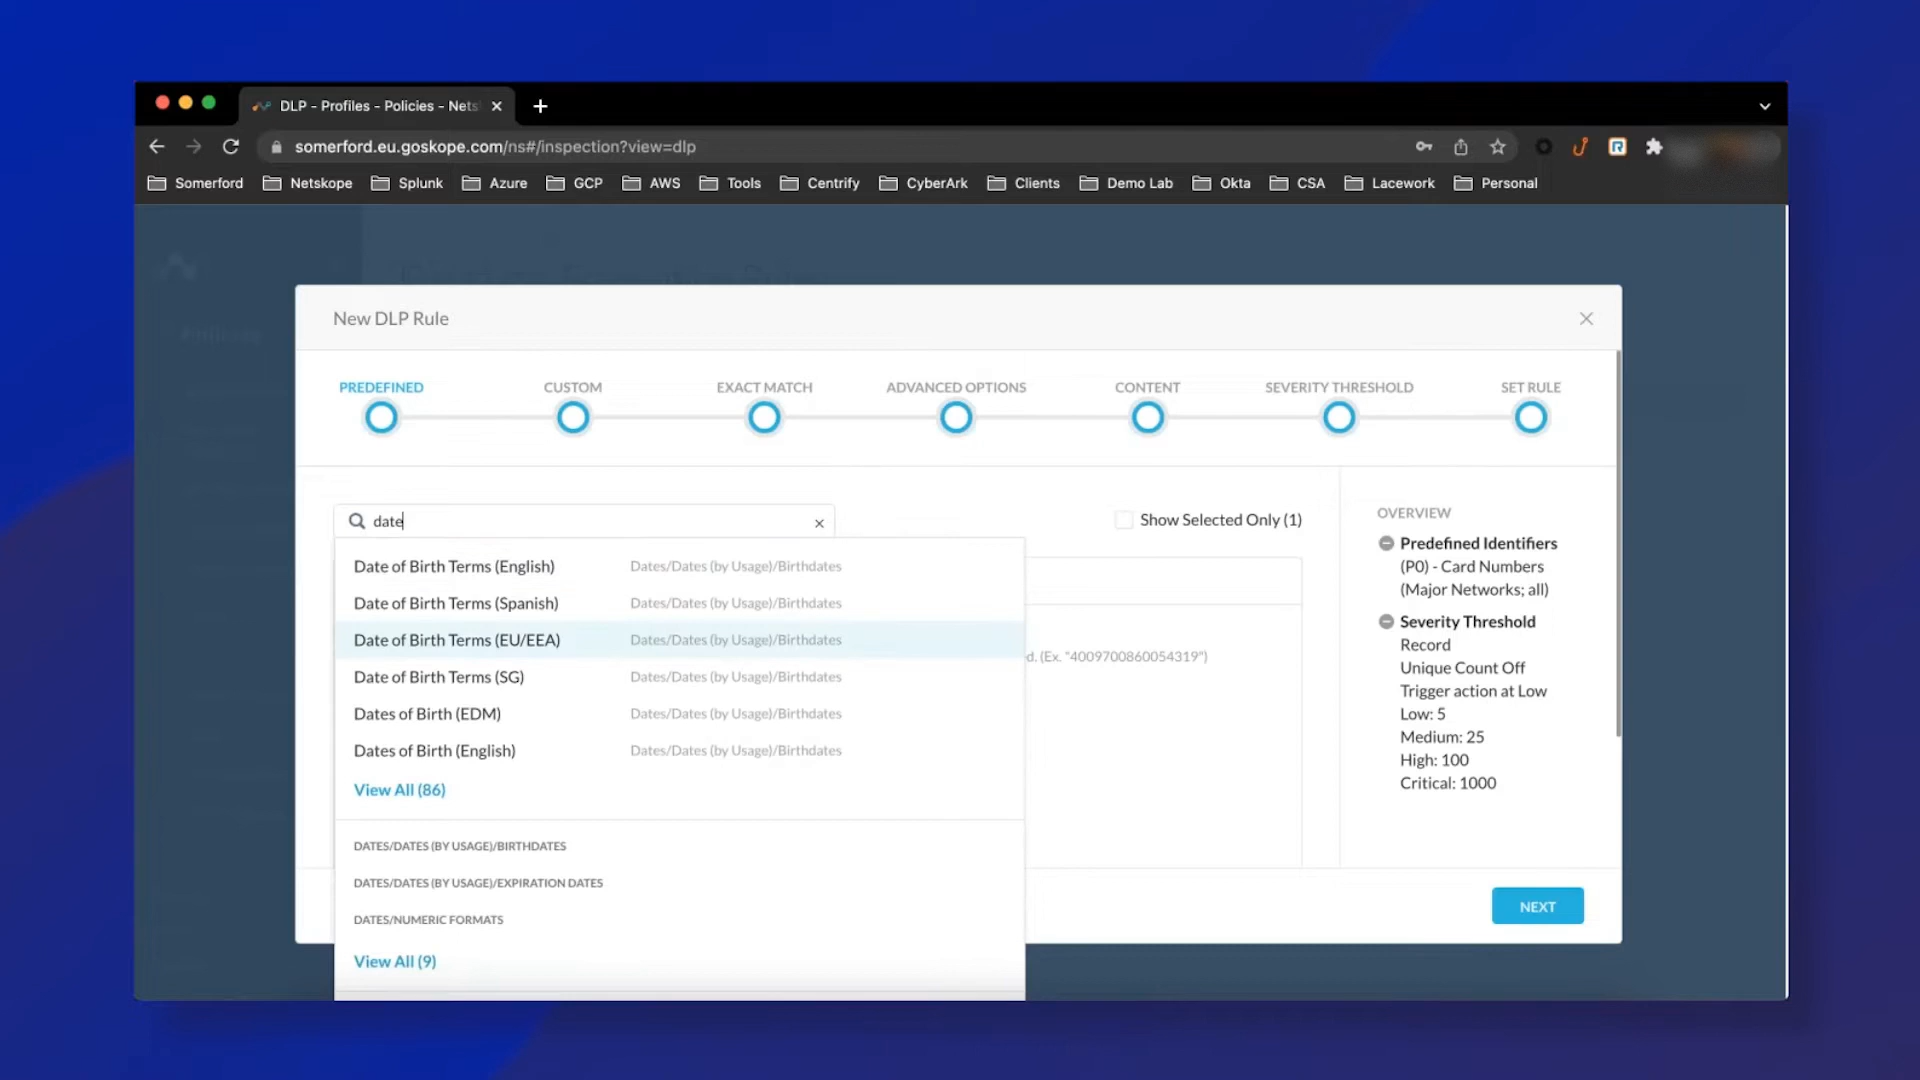 DLP - Profiles - Policies - Nets
somerford.eu.goskope.com/ns#/inspection?view=dlp
Somerford Netskope Splunk Azure GCP AWS Tools Centrify CyberArk Clients Demo Lab Okta CSA Lacework Personal
New DLP Rule
PREDEFINED CUSTOM EXACT MATCH ADVANCED OPTIONS CONTENT SEVERITY THRESHOLD SET RULE
date
Show Selected Only (1)
Date of Birth Terms (English) Dates/Dates (by Usage)/Birthdates
Date of Birth Terms (Spanish) Dates/Dates (by Usage)/Birthdates
Date of Birth Terms (EU/EEA) Dates/Dates (by Usage)/Birthdates
Date of Birth Terms (SG) Dates/Dates (by Usage)/Birthdates
Dates of Birth (EDM) Dates/Dates (by Usage)/Birthdates
Dates of Birth (English) Dates/Dates (by Usage)/Birthdates
View All (86)
DATES/DATES (BY USAGE)/BIRTHDATES
DATES/DATES (BY USAGE)/EXPIRATION DATES
DATES/NUMERIC FORMATS
View All (9)
d. (Ex. "4009700860054319")
OVERVIEW
Predefined Identifiers
(P0) - Card Numbers
(Major Networks; all)
Severity Threshold
Record
Unique Count Off
Trigger action at Low
Low: 5
Medium: 25
High: 100
Critical: 1000
NEXT